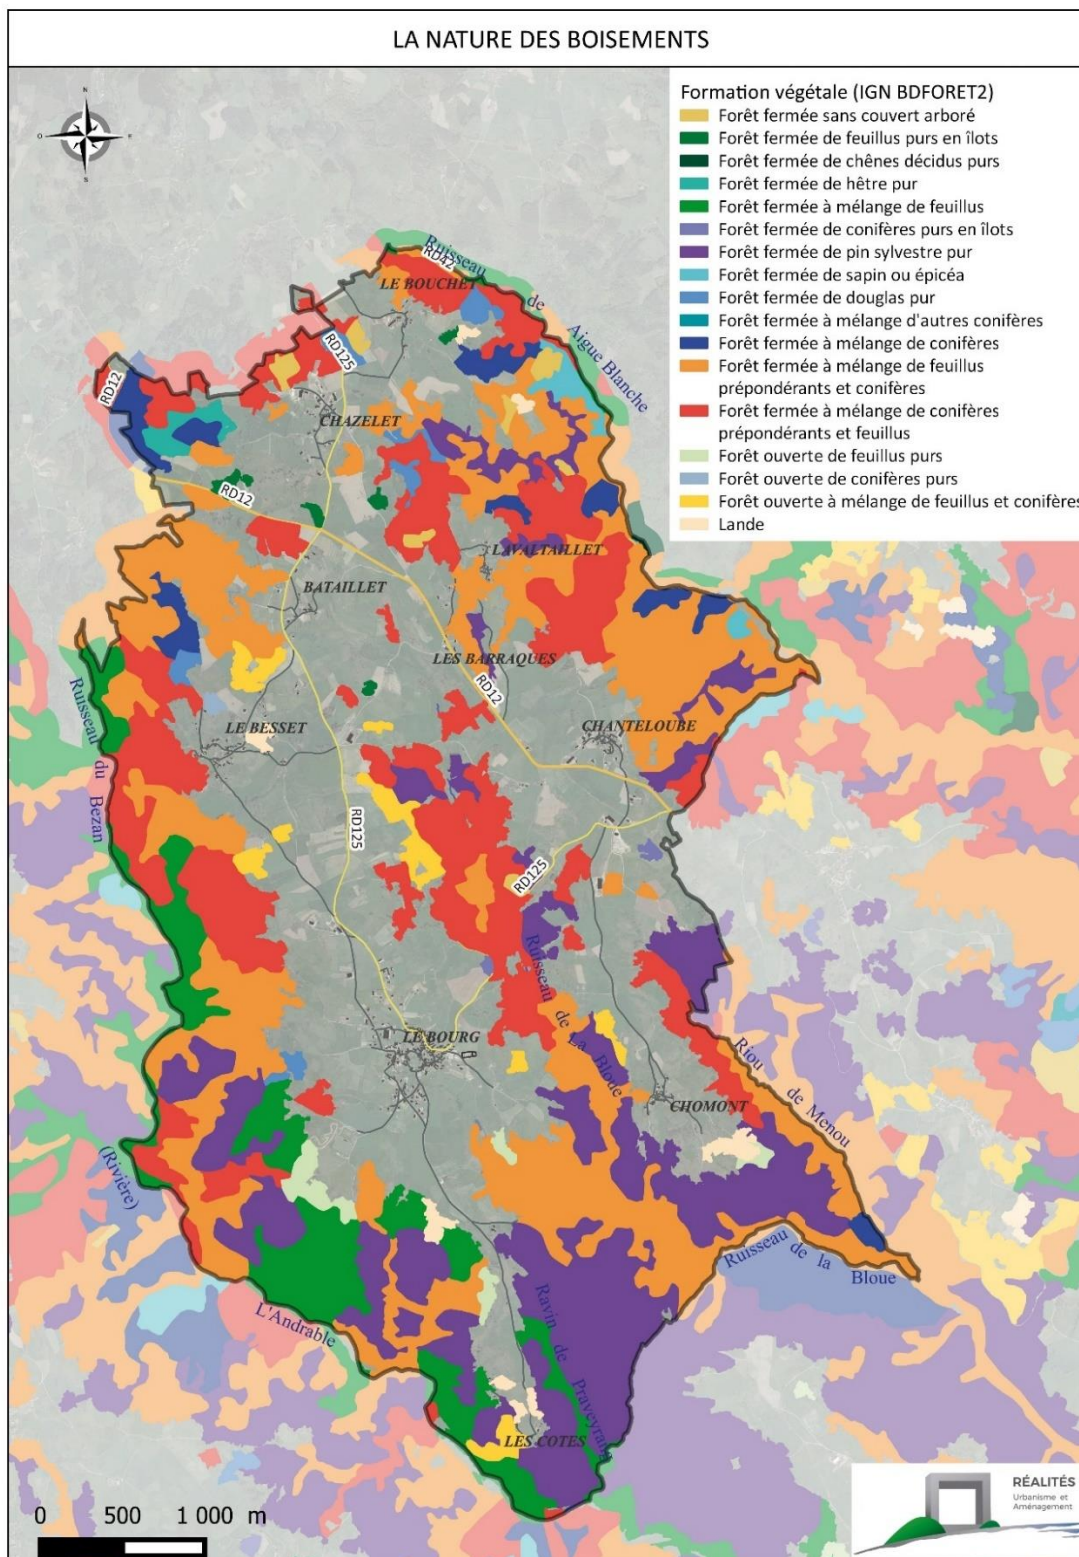 LA NATURE DES BOISEMENTS
Formation végétale (IGN BDFORET2)
Forêt fermée sans couvert arboré
Forêt fermée de feuillus purs en îlots
Forêt fermée de chênes décidus purs
Forêt fermée de hêtre pur
Forêt fermée à mélange de feuillus
Forêt fermée de conifères purs en îlots
Forêt fermée de pin sylvestre pur
Forêt fermée de sapin ou épicéa
Forêt fermée de douglas pur
Forêt fermée à mélange d'autres conifères
Forêt fermée à mélange de conifères
Forêt fermée à mélange de feuillus
prépondérants et conifères
Forêt fermée à mélange de conifères
prépondérants et feuillus
Forêt ouverte de feuillus purs
Forêt ouverte de conifères purs
Forêt ouverte à mélange de feuillus et conifères
Lande
N
O
E
S
Ruisseau de Aigue Blanche
RD42
LE BOUCHET
RD125
RD12
CHAZELET
RD12
LAVALTAILLET
BATAILLET
LES BARRAQUES
RD12
LE BESSET
CHANTELOUBE
Ruisseau du Bezan
RD125
RD125
Ruisseau de La Bloue
LE BOURG
Riou de Menou
CHOMONT
(Rivière)
L'Andrable
Ruisseau de la Bloue
Ravin de Praveyrand
LES COTES
0 500 1 000 m
RÉALITÉS
Urbanisme et
Aménagement